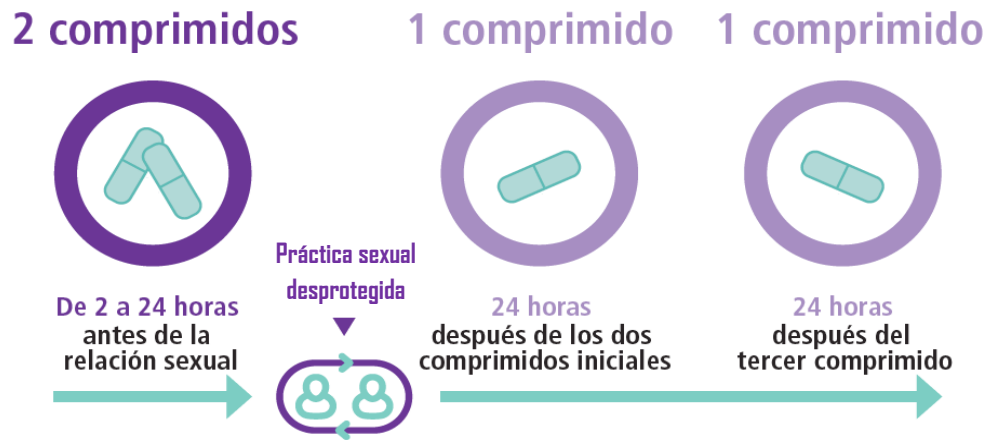 2 comprimidos
1 comprimido
1 comprimido
Práctica sexual
desprotegida
De 2 a 24 horas
antes de la
relación sexual
24 horas
después de los dos
comprimidos iniciales
24 horas
después del
tercer comprimido